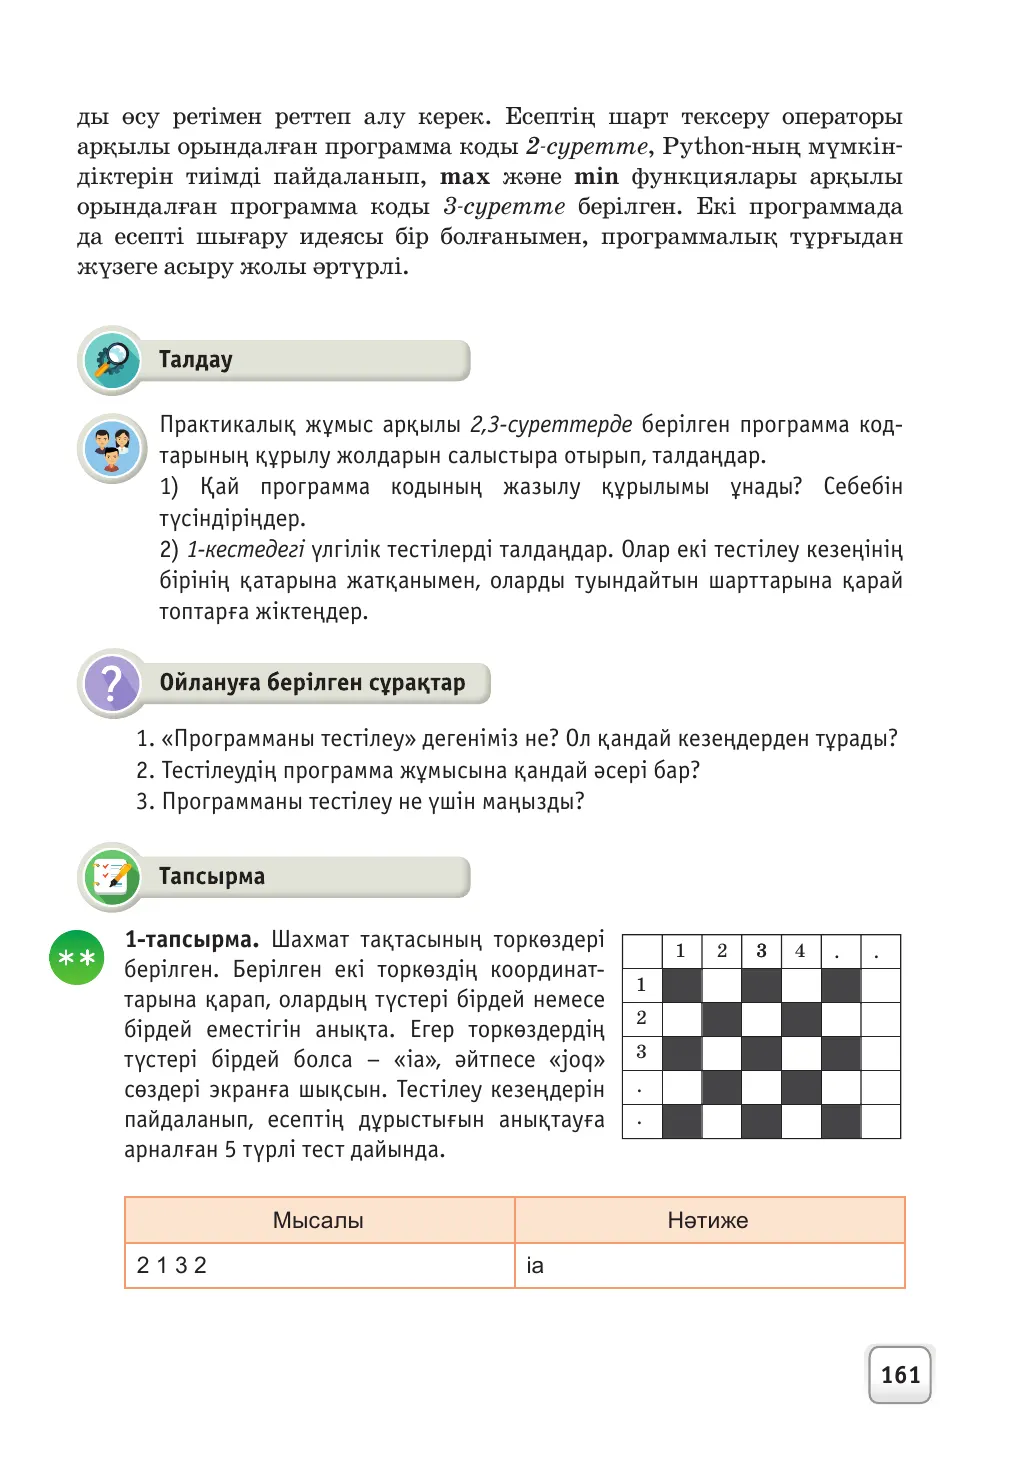 ды өсу ретімен реттеп алу керек. Есептің шарт тексеру операторы
арқылы орындалған программа коды 2-суретте, Python-ның мүмкін-
діктерін тиімді пайдаланып, max және min функциялары арқылы
орындалған программа коды 3-суретте берілген. Екі программада
да есепті шығару идеясы бір болғанымен, программалық тұрғыдан
жүзеге асыру жолы әртүрлі.
Талдау
Практикалық жұмыс арқылы 2,3-суреттерде берілген программа код-
тарының құрылу жолдарын салыстыра отырып, талдаңдар.
1) Қай программа кодының жазылу құрылымы ұнады? Себебін
түсіндіріңдер.
2) 1-кестедегі үлгілік тестілерді талдаңдар. Олар екі тестілеу кезеңінің
бірінің қатарына жатқанымен, оларды туындайтын шарттарына қарай
топтарға жіктеңдер.
Ойлануға берілген сұрақтар
1. «Программаны тестілеу» дегеніміз не? Ол қандай кезеңдерден тұрады?
2. Тестілеудің программа жұмысына қандай әсері бар?
3. Программаны тестілеу не үшін маңызды?
Тапсырма
**
1-тапсырма. Шахмат тақтасының торкөздері
берілген. Берілген екі торкөздің координат-
тарына қарап, олардың түстері бірдей немесе
бірдей еместігін анықта. Егер торкөздердің
түстері бірдей болса – «ia», әйтпесе «joq»
сөздері экранға шықсын. Тестілеу кезеңдерін
пайдаланып, есептің дұрыстығын анықтауға
арналған 5 түрлі тест дайында.
1 2 3 4 . .
1
2
3
.
.
Мысалы Нәтиже
2 1 3 2 ia
161